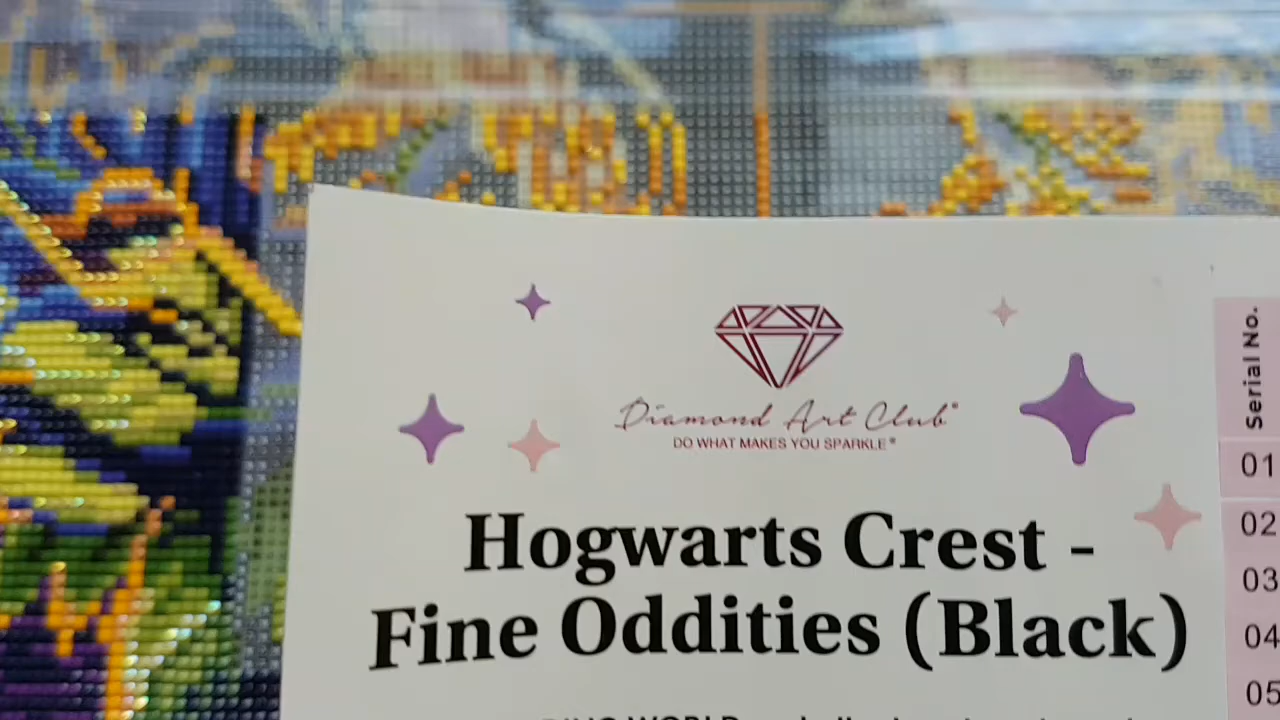 Diamond Art Club®
DO WHAT MAKES YOU SPARKLE®
Hogwarts Crest -
Fine Oddities (Black)
Serial No.
01
02
03
04
05